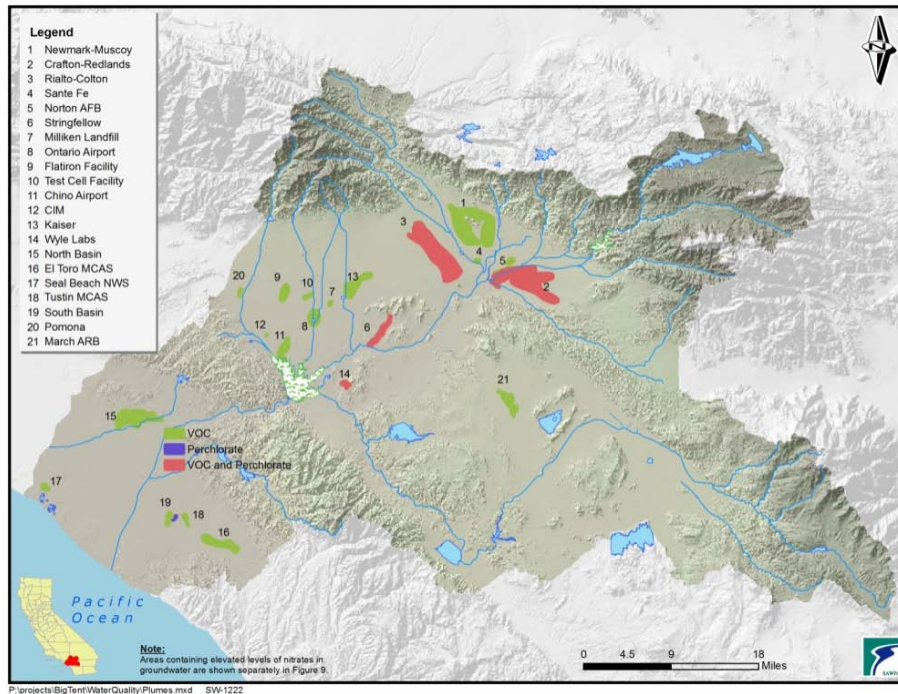 Legend
1 Newmark-Muscoy
2 Crafton-Redlands
3 Rialto-Colton
4 Sante Fe
5 Norton AFB
6 Stringfellow
7 Milliken Landfill
8 Ontario Airport
9 Flatiron Facility
10 Test Cell Facility
11 Chino Airport
12 CIM
13 Kaiser
14 Wyle Labs
15 North Basin
16 El Toro MCAS
17 Seal Beach NWS
18 Tustin MCAS
19 South Basin
20 Pomona
21 March ARB
N
1
3
4
5
2
20
9
10
7
13
8
6
12
11
14
21
15
VOC
Perchlorate
VOC and Perchlorate
17
19
18
16
Pacific
Ocean
Note:
Areas containing elevated levels of nitrates in
groundwater are shown separately in Figure 9.
0 4.5 9 18
Miles
SAWPA
P:\projects\BigTent\WaterQuality\Plumes.mxd SW-1222